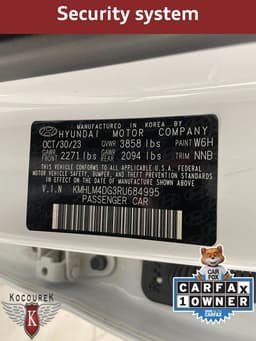 Security system
MANUFACTURED IN KOREA BY
HYUNDAI MOTOR COMPANY
OCT/30/23 GVWR 3858 lbs PAINT W6H
GAWR FRONT 2271 lbs GAWR REAR 2094 lbs TRIM NNB
THIS VEHICLE CONFORMS TO ALL APPLICABLE U.S.A.
FEDERAL MOTOR VEHICLE SAFETY, BUMPER,
AND THEFT PREVENTION STANDARDS IN EFFECT
ON THE DATE OF MANUFACTURE SHOWN ABOVE.
V.I.N KMHLM4DG3RU684995
PASSENGER CAR
CAR FOX
CARFAX
1 OWNER
CARFAX
KOCOUREK
K